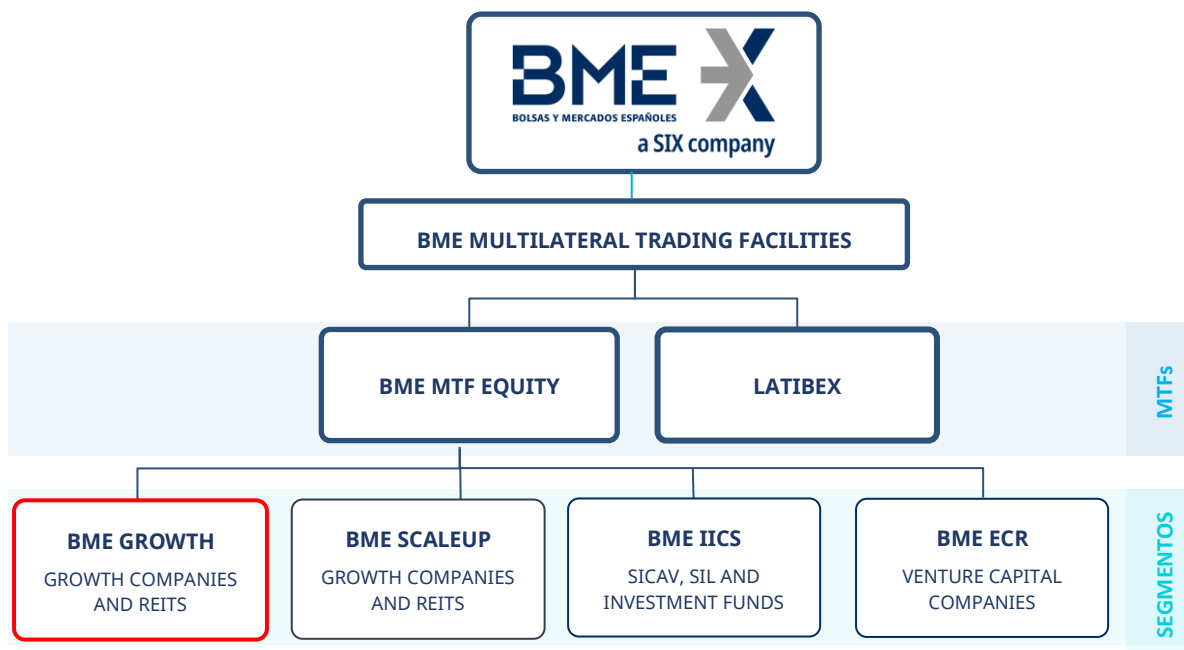 BME
BOLSAS Y MERCADOS ESPAÑOLES
a SIX company
BME MULTILATERAL TRADING FACILITIES
BME MTF EQUITY
LATIBEX
MTFs
BME GROWTH
GROWTH COMPANIES
AND REITS
BME SCALEUP
GROWTH COMPANIES
AND REITS
BME IICS
SICAV, SIL AND
INVESTMENT FUNDS
BME ECR
VENTURE CAPITAL
COMPANIES
SEGMENTOS